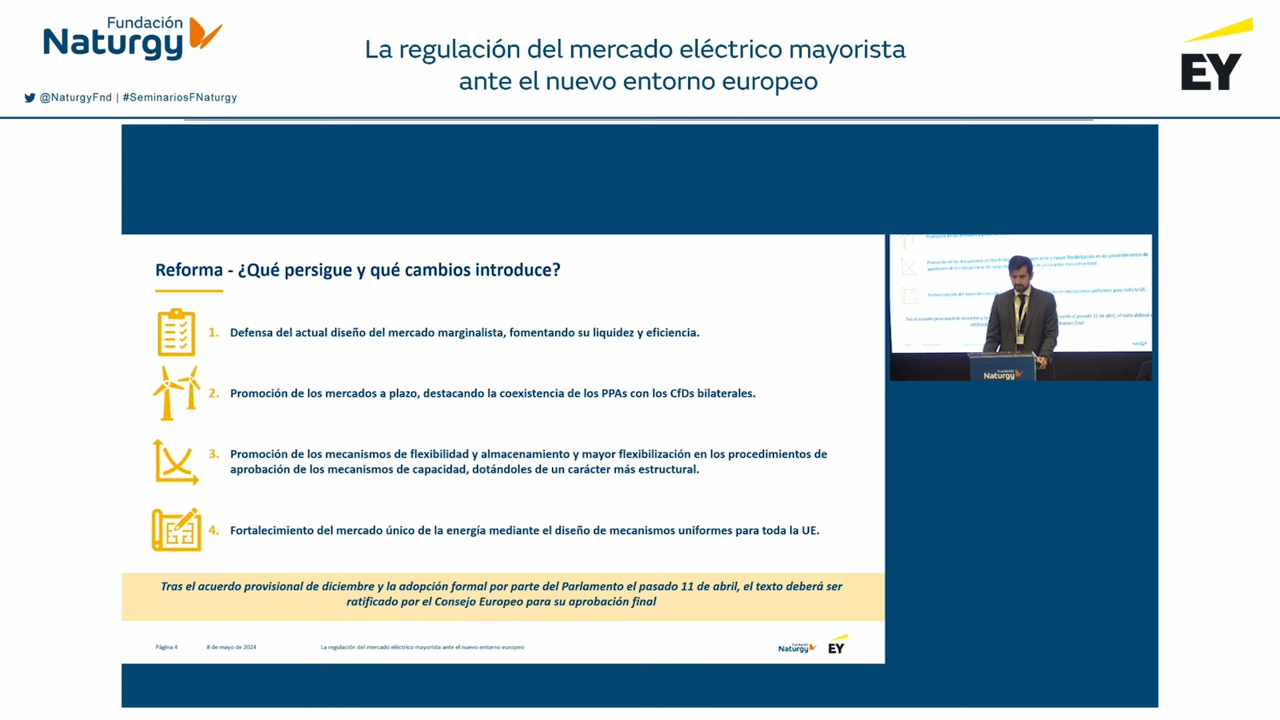 Fundación
Naturgy
@NaturgyFnd | #SeminariosFNaturgy
La regulación del mercado eléctrico mayorista
ante el nuevo entorno europeo
EY
Reforma - ¿Qué persigue y qué cambios introduce?
1. Defensa del actual diseño del mercado marginalista, fomentando su liquidez y eficiencia.
2. Promoción de los mercados a plazo, destacando la coexistencia de los PPAs con los CfDs bilaterales.
3. Promoción de los mecanismos de flexibilidad y almacenamiento y mayor flexibilización en los procedimientos de
aprobación de los mecanismos de capacidad, dotándoles de un carácter más estructural.
4. Fortalecimiento del mercado único de la energía mediante el diseño de mecanismos uniformes para toda la UE.
Tras el acuerdo provisional de diciembre y la adopción formal por parte del Parlamento el pasado 11 de abril, el texto deberá ser
ratificado por el Consejo Europeo para su aprobación final
Página 4 8 de mayo de 2024 La regulación del mercado eléctrico mayorista ante el nuevo entorno europeo
Fundación
Naturgy
EY
Fundación
Naturgy